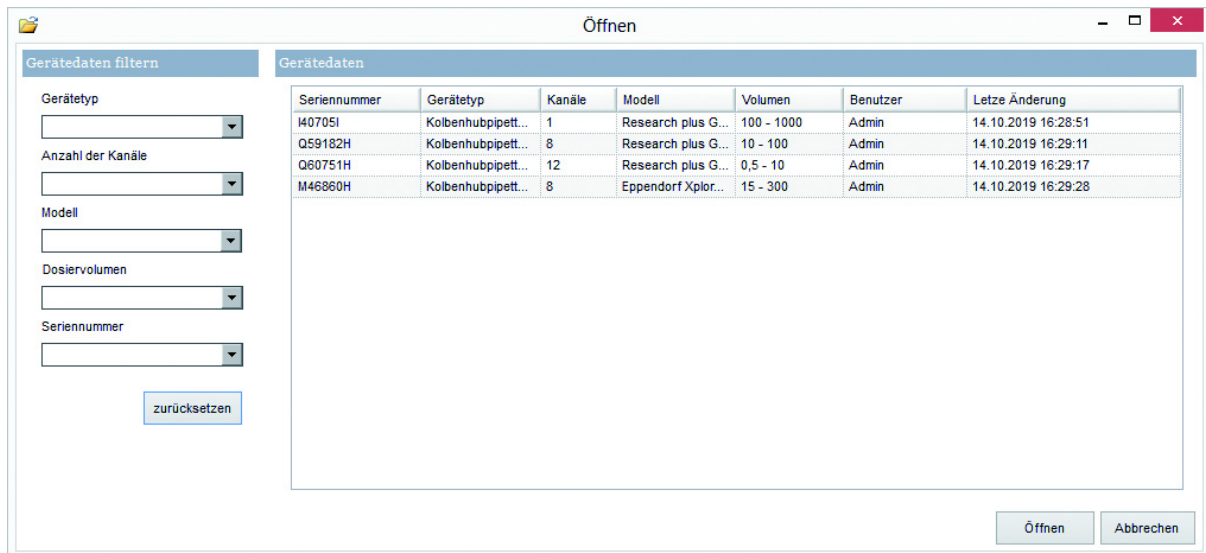 Öffnen
Gerätedaten filtern
Gerätetyp
Anzahl der Kanäle
Modell
Dosiervolumen
Seriennummer
zurücksetzen
Gerätedaten
Seriennummer Gerätetyp Kanäle Modell Volumen Benutzer Letze Änderung
I40705I Kolbenhubpipett... 1 Research plus G... 100 - 1000 Admin 14.10.2019 16:28:51
Q59182H Kolbenhubpipett... 8 Research plus G... 10 - 100 Admin 14.10.2019 16:29:11
Q60751H Kolbenhubpipett... 12 Research plus G... 0,5 - 10 Admin 14.10.2019 16:29:17
M46860H Kolbenhubpipett... 8 Eppendorf Xplor... 15 - 300 Admin 14.10.2019 16:29:28
Öffnen Abbrechen